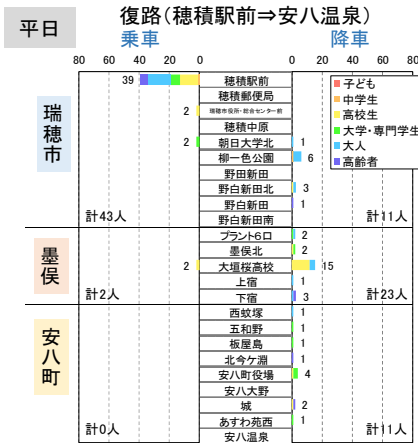 平日
復路(穂積駅前⇒安八温泉)
乗車
降車
80 60 40 20 0
0 20 40 60 80
子ども
中学生
高校生
大学・専門学生
大人
高齢者
瑞穂市
39 穂積駅前
穂積郵便局
2 瑞穂市役所・総合センター前
穂積中原
2 朝日大学北 1
柳一色公園 6
野田新田
野白新田北 3
野白新田 1
野白新田南
計43人 計11人
墨俣
プラント6口 2
墨俣北 2
2 大垣桜高校 15
上宿 1
下宿 3
計2人 計23人
安八町
西蚊塚 1
五和野 1
板屋島 1
北今ケ淵 1
安八町役場 4
安八大野
城 2
あすわ苑西 1
安八温泉
計0人 計11人